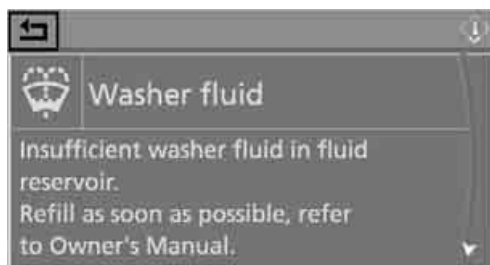 Washer fluid
Insufficient washer fluid in fluid
reservoir.
Refill as soon as possible, refer
to Owner's Manual.